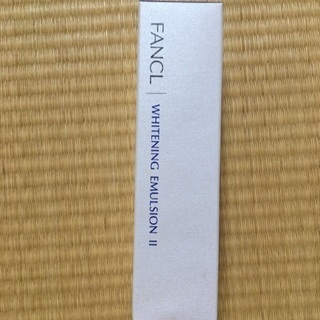 FANCL
WHITENING EMULSION II